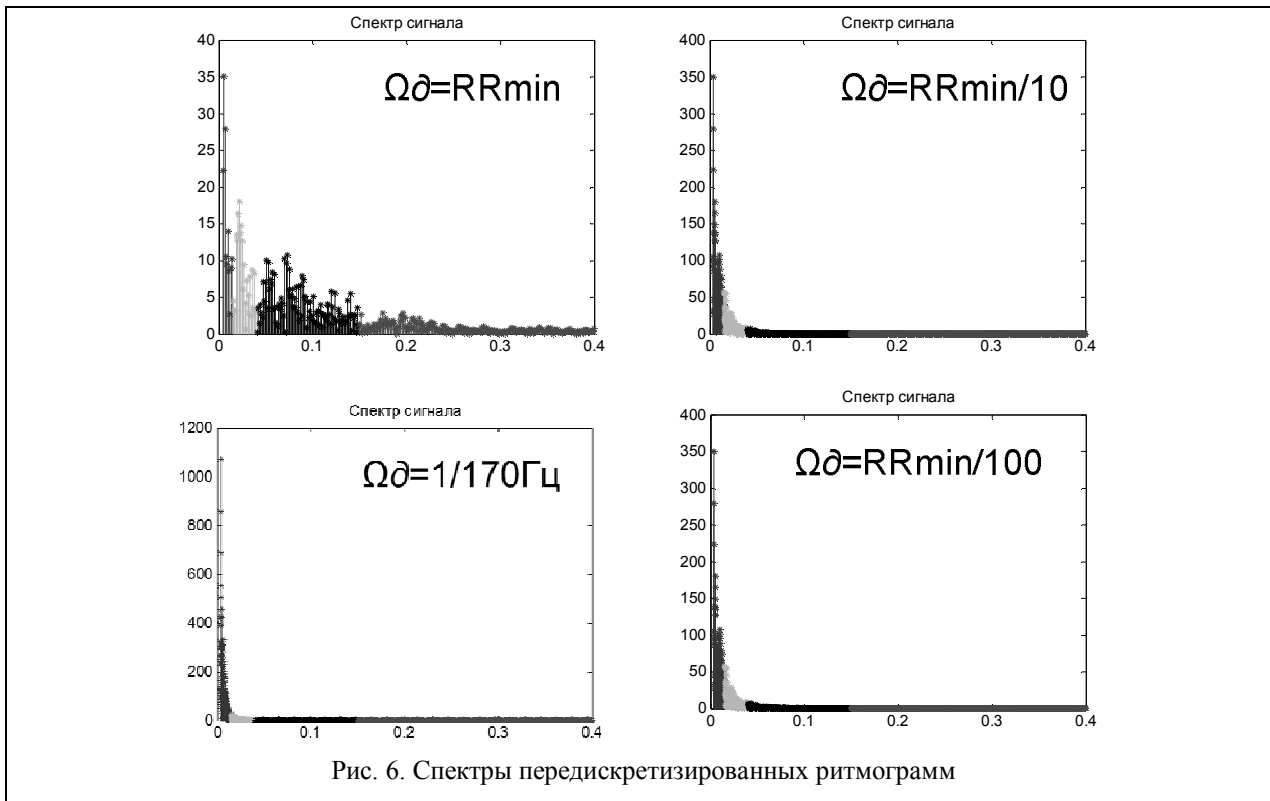 Спектр сигнала
40
35
30
25
20
15
10
5
0
0 0.1 0.2 0.3 0.4
Ω∂=RRmin
Спектр сигнала
400
350
300
250
200
150
100
50
0
0 0.1 0.2 0.3 0.4
Ω∂=RRmin/10
Спектр сигнала
1200
1000
800
600
400
200
0
0 0.1 0.2 0.3 0.4
Ω∂=1/170Гц
Спектр сигнала
400
350
300
250
200
150
100
50
0
0 0.1 0.2 0.3 0.4
Ω∂=RRmin/100
Рис. 6. Спектры передискретизированных ритмограмм